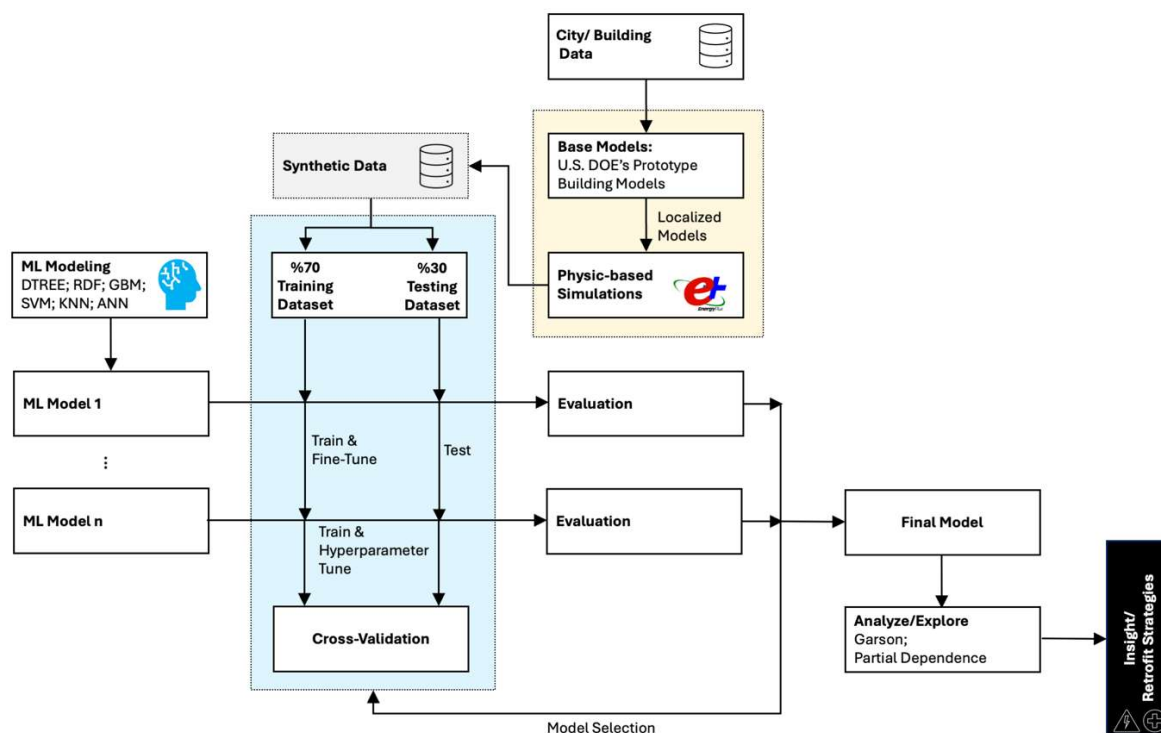 City/ Building
Data
Base Models:
U.S. DOE's Prototype
Building Models
Localized
Models
Physic-based
Simulations
e+
EnergyPlus
Synthetic Data
%70
Training
Dataset
%30
Testing
Dataset
ML Modeling
DTREE; RDF; GBM;
SVM; KNN; ANN
ML Model 1
Evaluation
Train &
Fine-Tune
Test
⋮
ML Model n
Evaluation
Train &
Hyperparameter
Tune
Cross-Validation
Final Model
Analyze/Explore
Garson;
Partial Dependence
Insight/
Retrofit Strategies
Model Selection